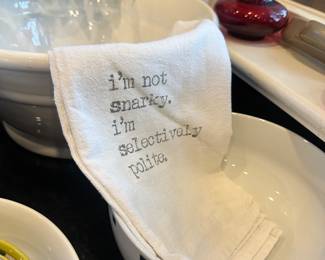 i'm not
snarky.
i'm
selectively
polite.